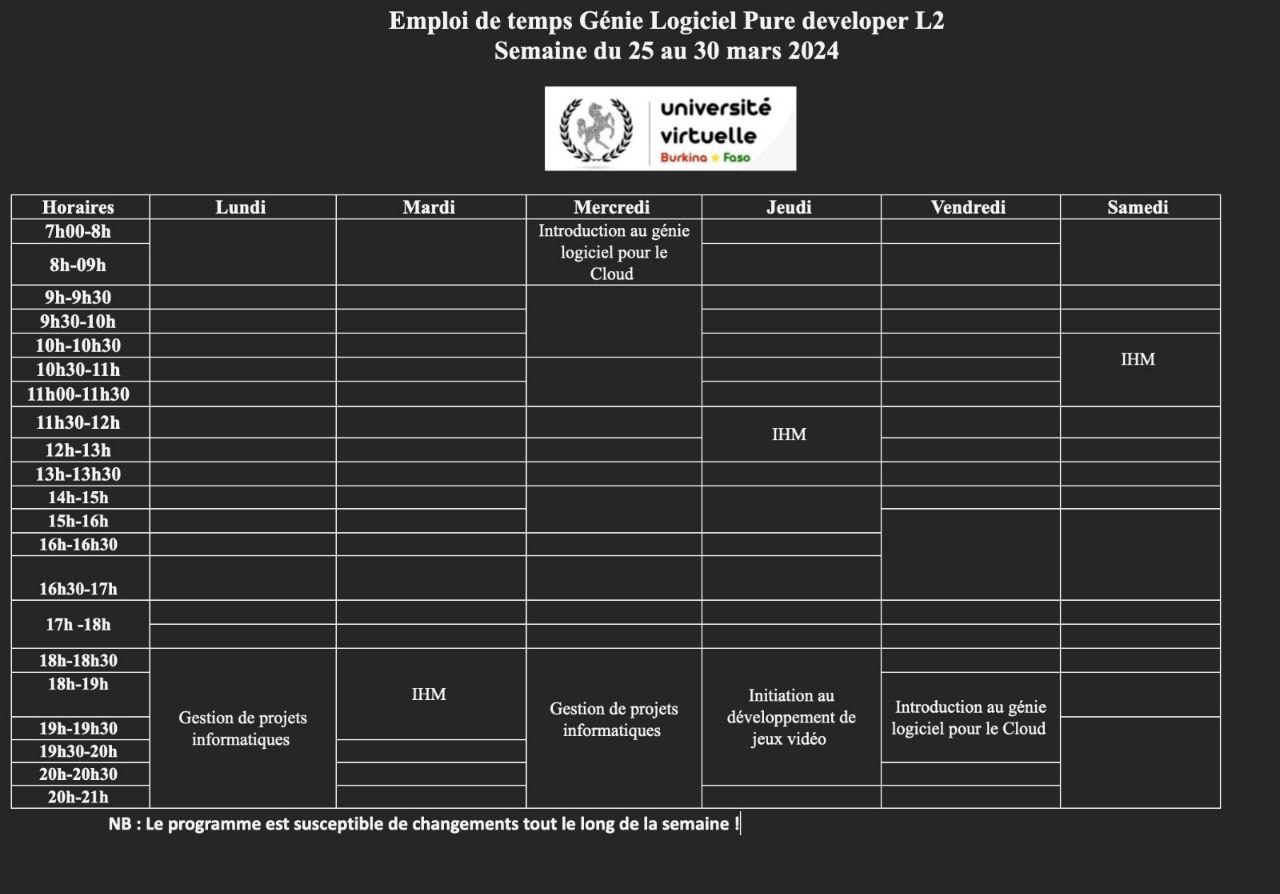 Emploi de temps Génie Logiciel Pure developer L2
Semaine du 25 au 30 mars 2024
université
virtuelle
Burkina Faso
Horaires Lundi Mardi Mercredi Jeudi Vendredi Samedi
7h00-8h
Introduction au génie
logiciel pour le
Cloud
8h-09h
9h-9h30
9h30-10h
10h-10h30
IHM
10h30-11h
11h00-11h30
11h30-12h
IHM
12h-13h
13h-13h30
14h-15h
15h-16h
16h-16h30
16h30-17h
17h -18h
18h-18h30
18h-19h
19h-19h30
19h30-20h
20h-20h30
20h-21h
Gestion de projets
informatiques
IHM
Gestion de projets
informatiques
Initiation au
développement de
jeux vidéo
Introduction au génie
logiciel pour le Cloud
NB : Le programme est susceptible de changements tout le long de la semaine !